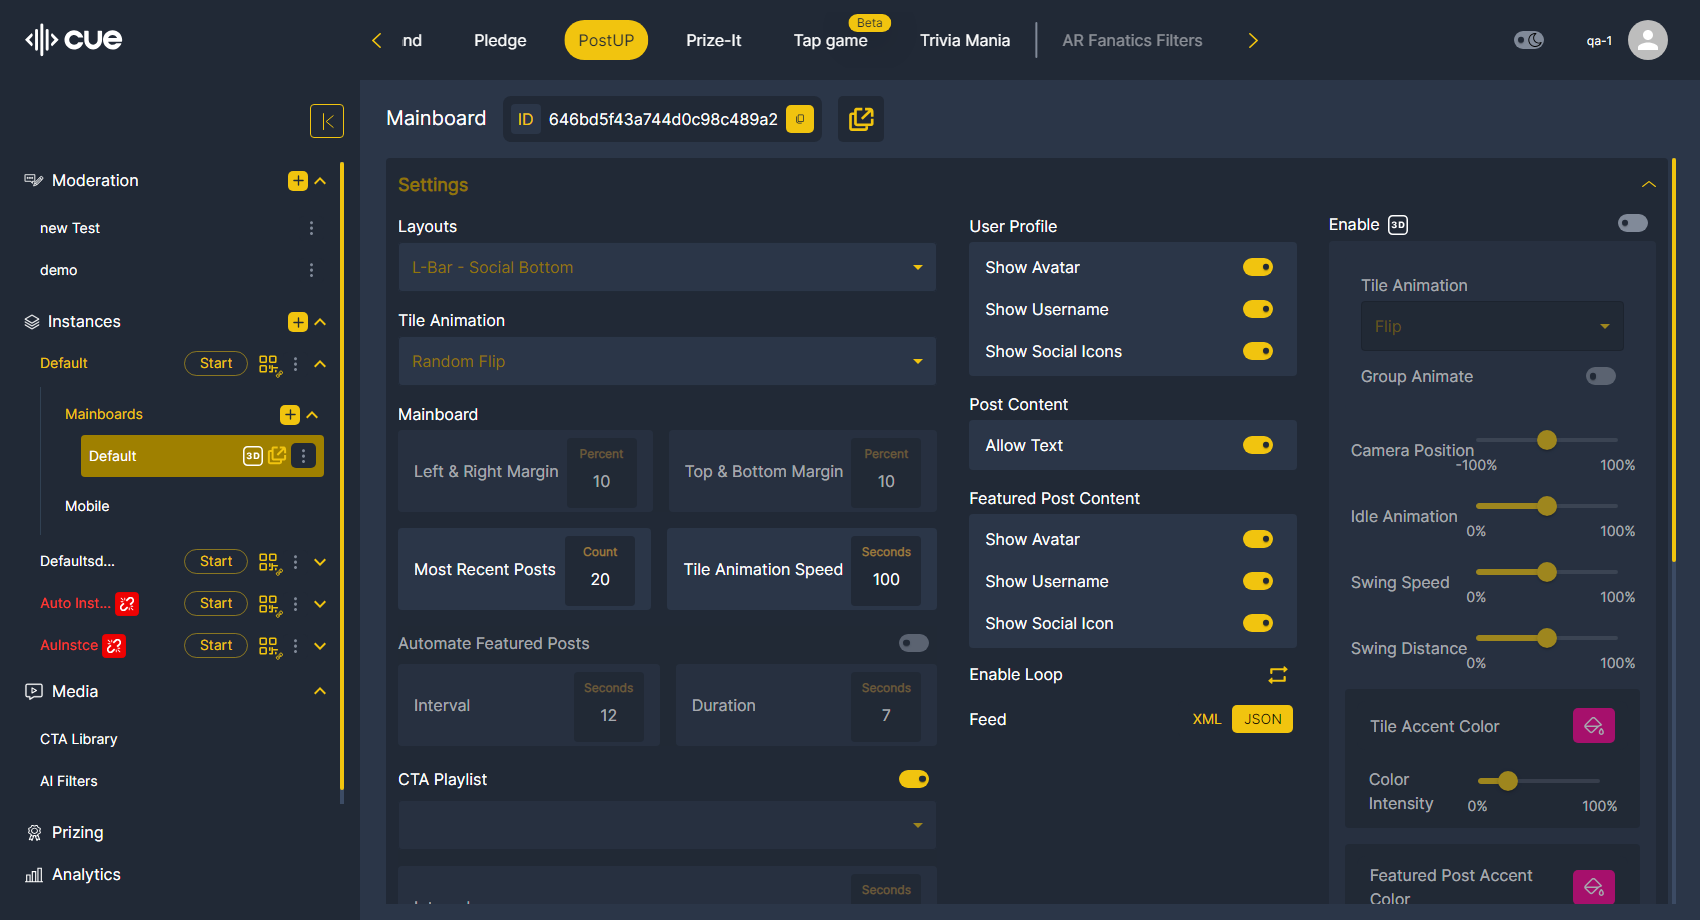 cue
nd
Pledge
PostUP
Prize-It
Tap game
Beta
Trivia Mania
AR Fanatics Filters
qa-1
Moderation
new Test
demo
Instances
Default
Start
Mainboards
Default
3D
Mobile
Defaultsd...
Start
Auto Inst...
Start
AuInstce
Start
Media
CTA Library
AI Filters
Prizing
Analytics
Mainboard
ID
646bd5f43a744d0c98c489a2
Settings
Layouts
L-Bar - Social Bottom
Tile Animation
Random Flip
Mainboard
Left & Right Margin
Percent
10
Top & Bottom Margin
Percent
10
Most Recent Posts
Count
20
Tile Animation Speed
Seconds
100
Automate Featured Posts
Interval
Seconds
12
Duration
Seconds
7
CTA Playlist
Seconds
User Profile
Show Avatar
Show Username
Show Social Icons
Post Content
Allow Text
Featured Post Content
Show Avatar
Show Username
Show Social Icon
Enable Loop
Feed
XML
JSON
Enable
3D
Tile Animation
Flip
Group Animate
Camera Position
-100%
100%
Idle Animation
0%
100%
Swing Speed
0%
100%
Swing Distance
0%
100%
Tile Accent Color
Color
Intensity
0%
100%
Featured Post Accent
Color